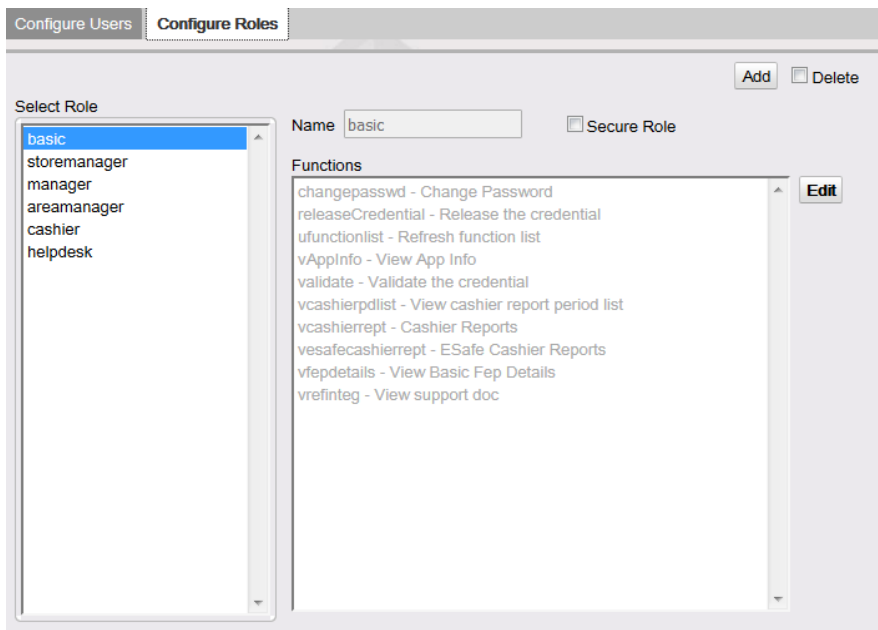 Configure Users
Configure Roles
Add
Delete
Select Role
basic
storemanager
manager
areamanager
cashier
helpdesk
Name
basic
Secure Role
Functions
changepasswd - Change Password
releaseCredential - Release the credential
ufunctionlist - Refresh function list
vAppInfo - View App Info
validate - Validate the credential
vcashierpdlist - View cashier report period list
vcashierrept - Cashier Reports
vesafecashierrept - ESafe Cashier Reports
vfepdetails - View Basic Fep Details
vrefinteg - View support doc
Edit